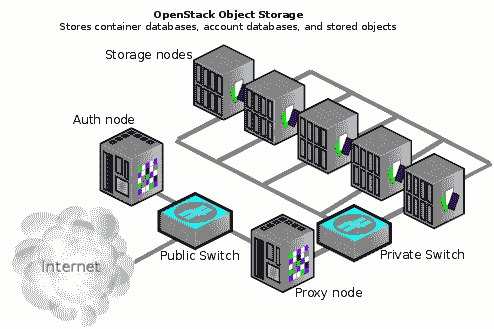 OpenStack Object Storage
Stores container databases, account databases, and stored objects
Storage nodes
Auth node
Public Switch
Private Switch
Internet
Proxy node